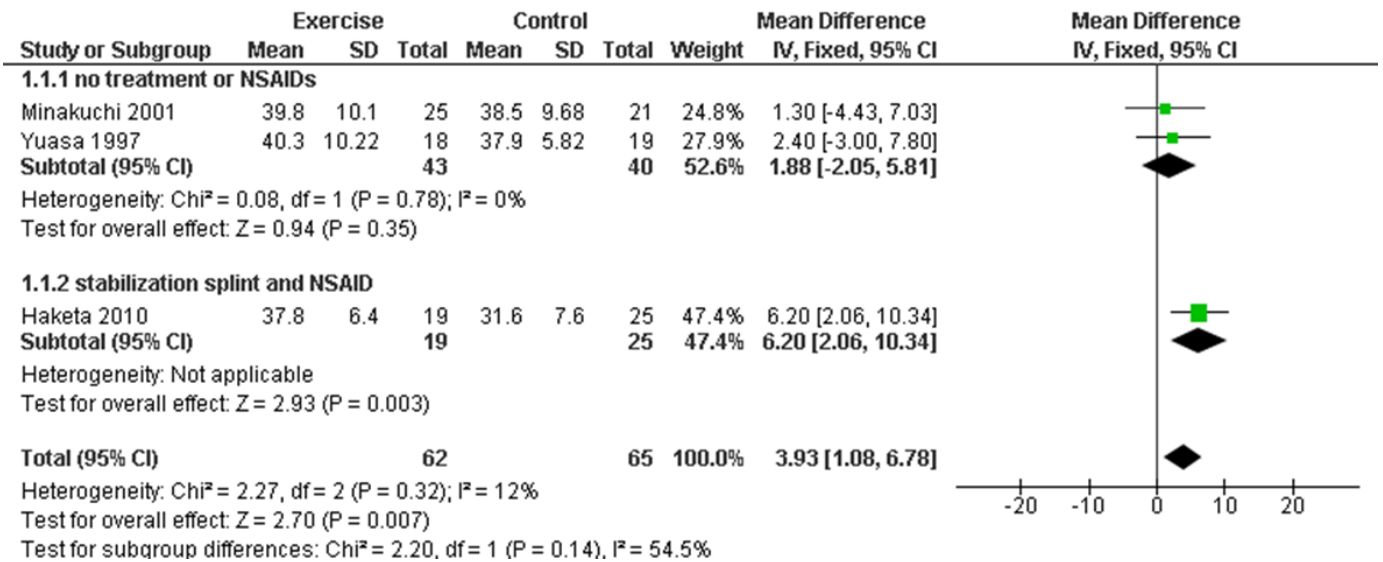 Exercise Control Mean Difference Mean Difference
Study or Subgroup Mean SD Total Mean SD Total Weight IV, Fixed, 95% CI IV, Fixed, 95% CI
1.1.1 no treatment or NSAIDs
Minakuchi 2001 39.8 10.1 25 38.5 9.68 21 24.8% 1.30 [-4.43, 7.03]
Yuasa 1997 40.3 10.22 18 37.9 5.82 19 27.9% 2.40 [-3.00, 7.80]
Subtotal (95% CI) 43 40 52.6% 1.88 [-2.05, 5.81]
Heterogeneity: Chi² = 0.08, df = 1 (P = 0.78); I² = 0%
Test for overall effect: Z = 0.94 (P = 0.35)
1.1.2 stabilization splint and NSAID
Haketa 2010 37.8 6.4 19 31.6 7.6 25 47.4% 6.20 [2.06, 10.34]
Subtotal (95% CI) 19 25 47.4% 6.20 [2.06, 10.34]
Heterogeneity: Not applicable
Test for overall effect: Z = 2.93 (P = 0.003)
Total (95% CI) 62 65 100.0% 3.93 [1.08, 6.78]
Heterogeneity: Chi² = 2.27, df = 2 (P = 0.32); I² = 12%
Test for overall effect: Z = 2.70 (P = 0.007)
Test for subgroup differences: Chi² = 2.20, df = 1 (P = 0.14), I² = 54.5%
-20 -10 0 10 20